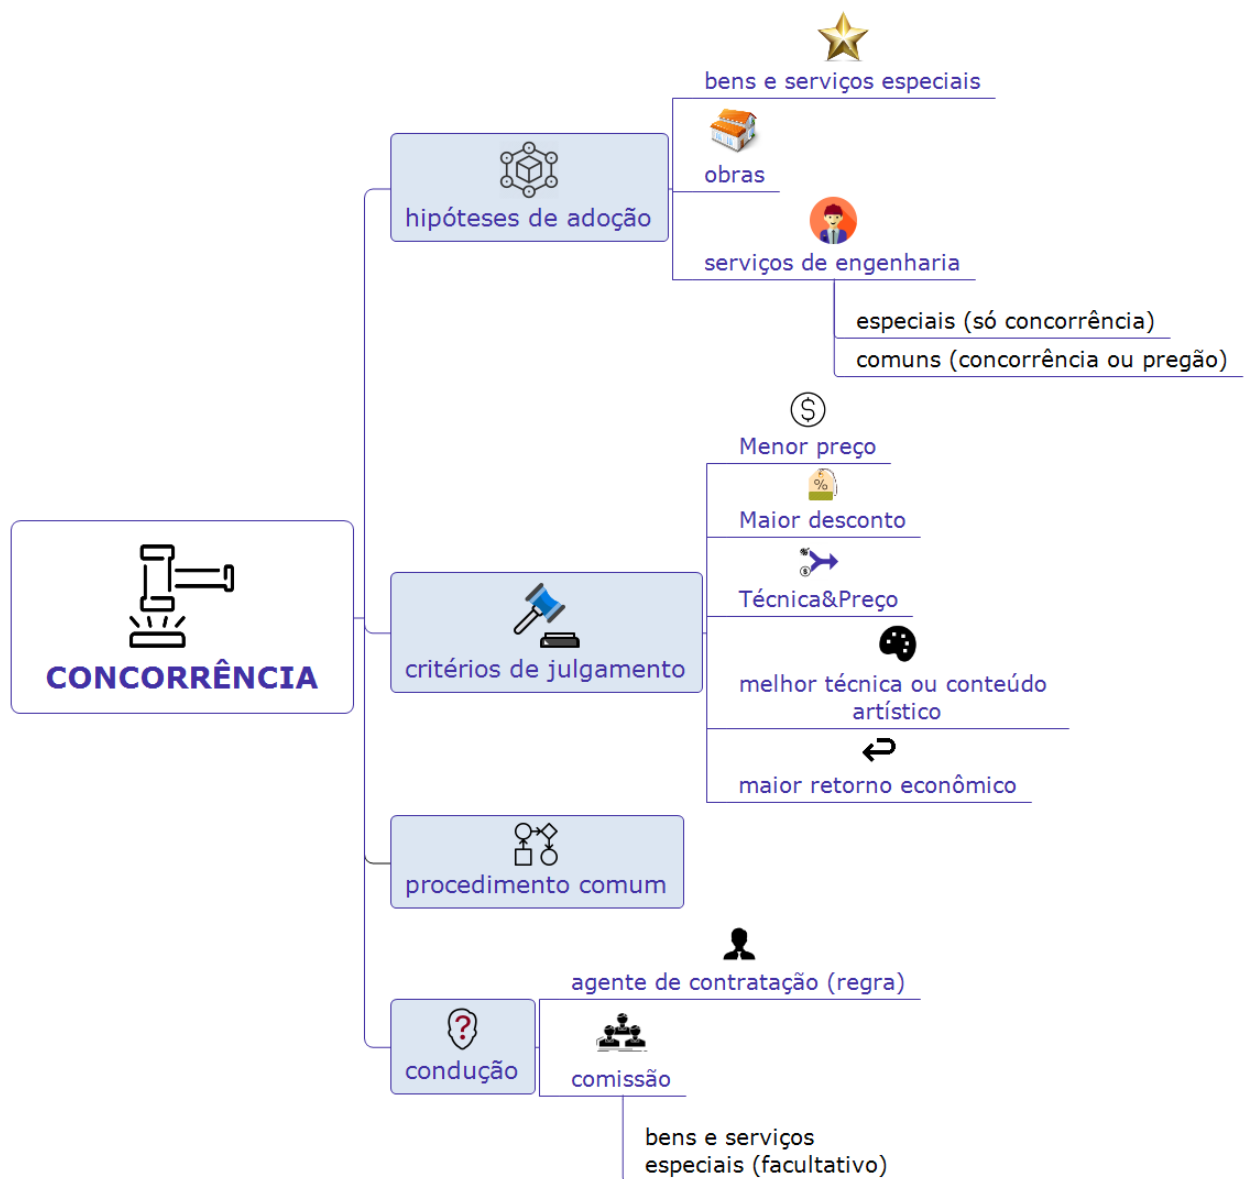 CONCORRÊNCIA
hipóteses de adoção
bens e serviços especiais
obras
serviços de engenharia
especiais (só concorrência)
comuns (concorrência ou pregão)
critérios de julgamento
$
Menor preço
%
Maior desconto
$
Técnica&Preço
melhor técnica ou conteúdo
artístico
maior retorno econômico
procedimento comum
?
condução
agente de contratação (regra)
comissão
bens e serviços
especiais (facultativo)